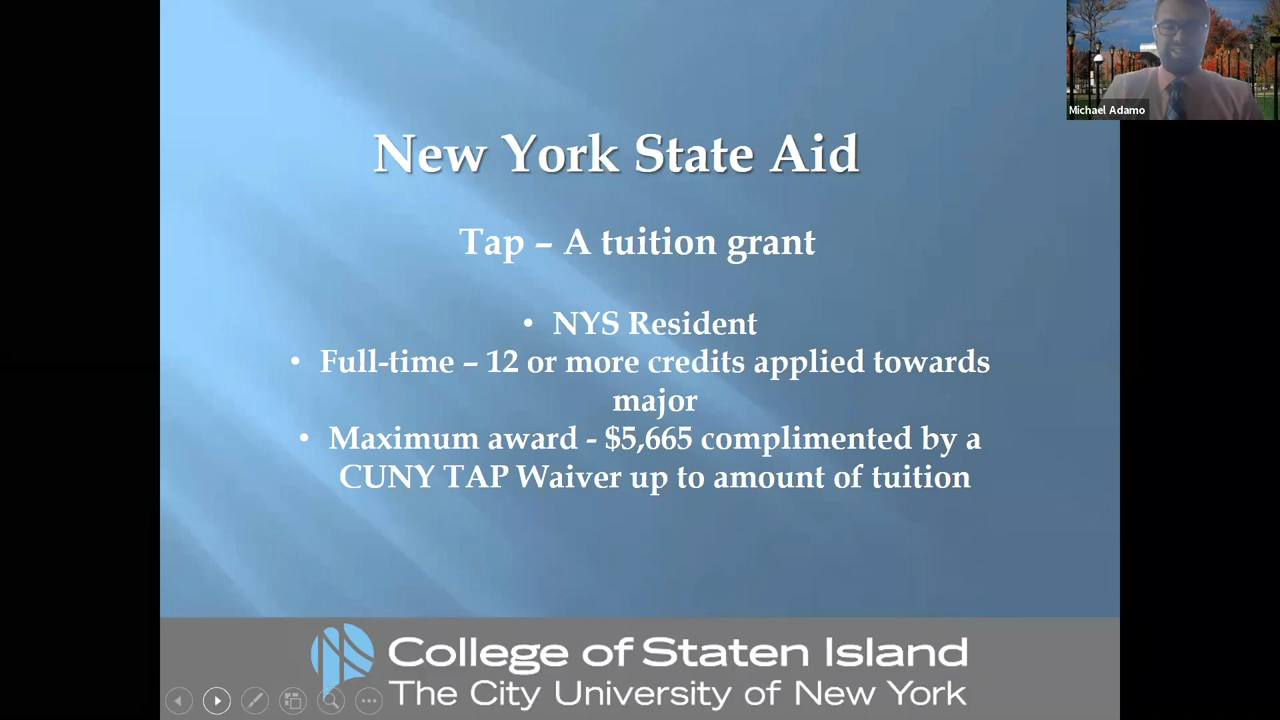 Michael Adamo
New York State Aid
Tap – A tuition grant
• NYS Resident
• Full-time – 12 or more credits applied towards
major
• Maximum award - $5,665 complimented by a
CUNY TAP Waiver up to amount of tuition
College of Staten Island
The City University of New York